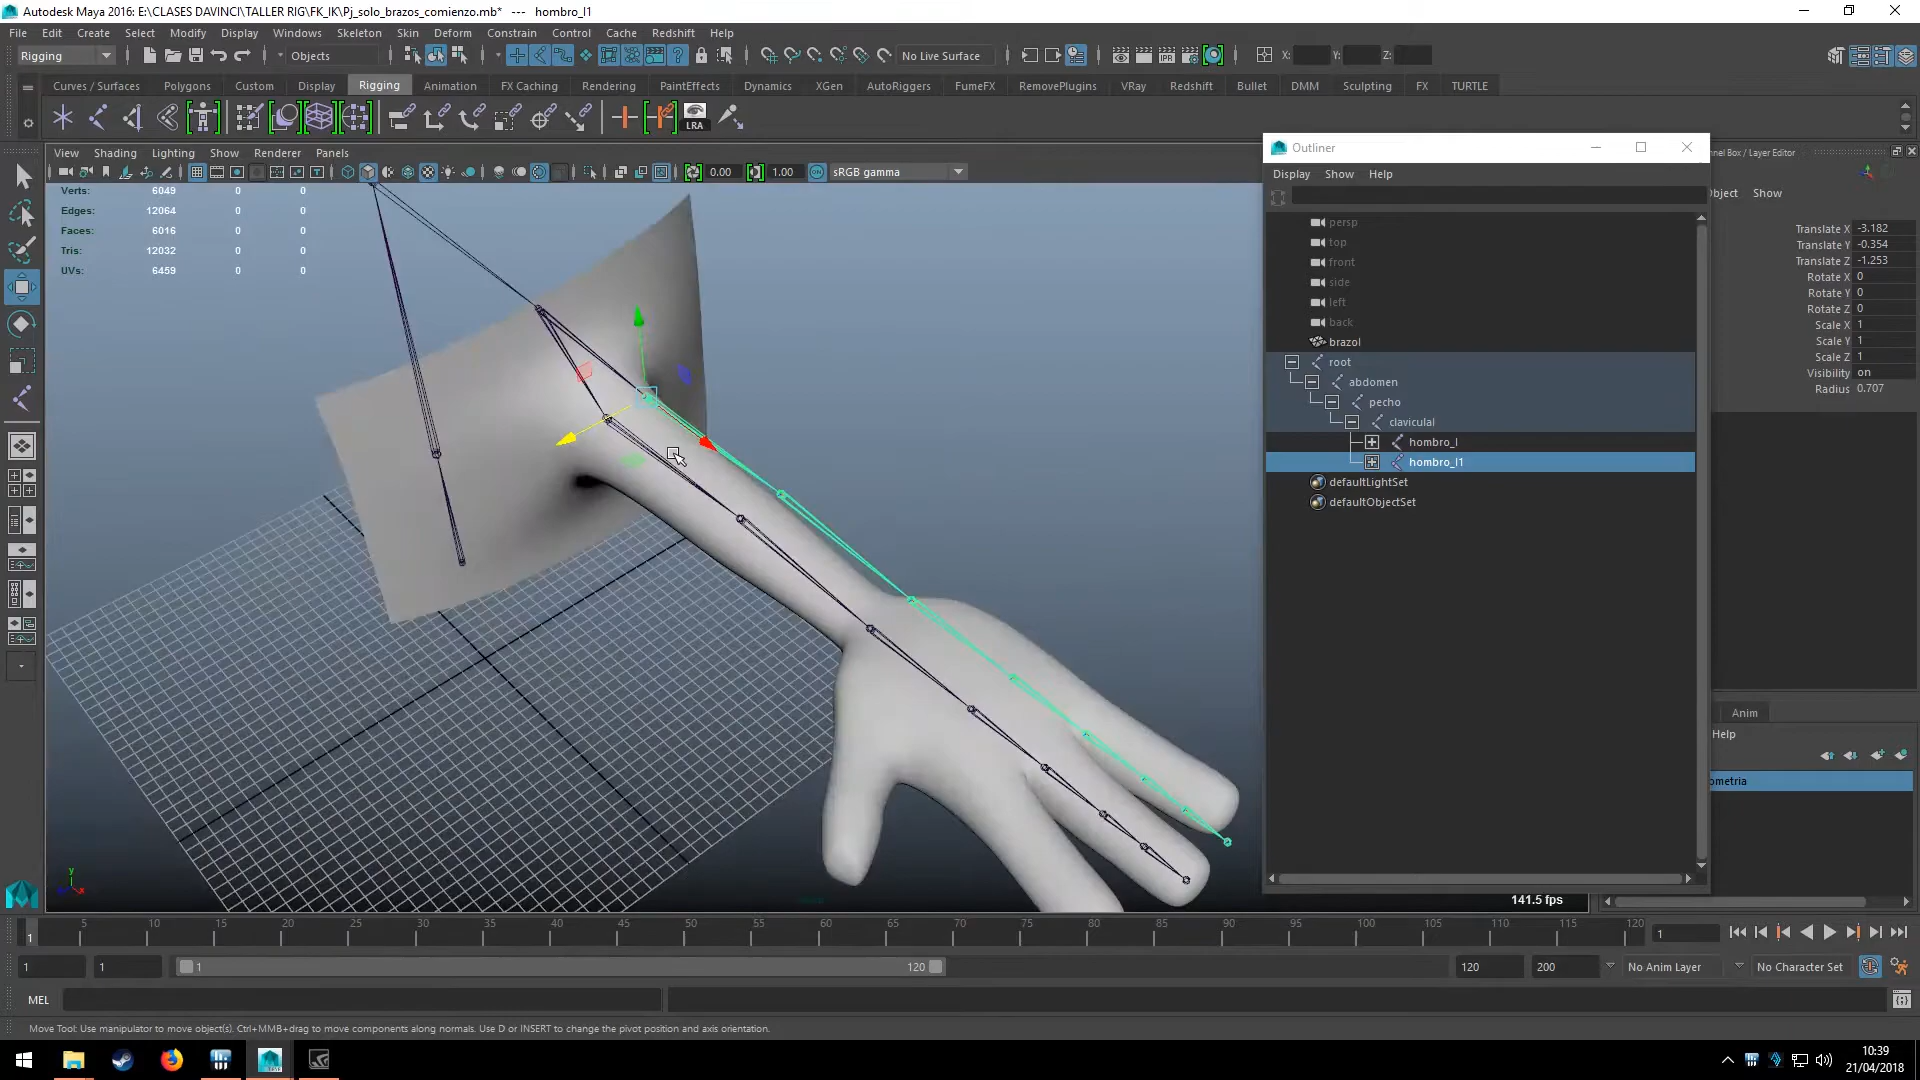 Autodesk Maya 2016: E:\CLASES DAVINCI\TALLER RIG\FK_IK\Pj_solo_brazos_comienzo.mb*   ---   hombro_l1
File Edit Create Select Modify Display Windows Skeleton Skin Deform Constrain Control Cache Redshift Help
Rigging Objects No Live Surface X: Y: Z:
Curves / Surfaces Polygons Custom Display Rigging Animation FX Caching Rendering PaintEffects Dynamics XGen AutoRiggers FumeFX RemovePlugins VRay Redshift Bullet DMM Sculpting FX TURTLE
LRA
View Shading Lighting Show Renderer Panels
0.00 1.00 sRGB gamma
Verts: 6049 0 0
Edges: 12064 0 0
Faces: 6016 0 0
Tris: 12032 0 0
UVs: 6459 0 0
Outliner
Display Show Help
persp
top
front
side
left
back
brazol
root
abdomen
pecho
claviculal
hombro_l
hombro_l1
defaultLightSet
defaultObjectSet
nnel Box / Layer Editor
bject Show
Translate X -3.182
Translate Y -0.354
Translate Z -1.253
Rotate X 0
Rotate Y 0
Rotate Z 0
Scale X 1
Scale Y 1
Scale Z 1
Visibility on
Radius 0.707
Anim
Help
ometria
y
x
141.5 fps
1 5 10 15 20 25 30 35 40 45 50 55 60 65 70 75 80 85 90 95 100 105 110 115 120 1
1 1 1 120 120 200 No Anim Layer No Character Set
MEL
Move Tool: Use manipulator to move object(s). Ctrl+MMB+drag to move components along normals. Use D or INSERT to change the pivot position and axis orientation.
10:39
21/04/2018